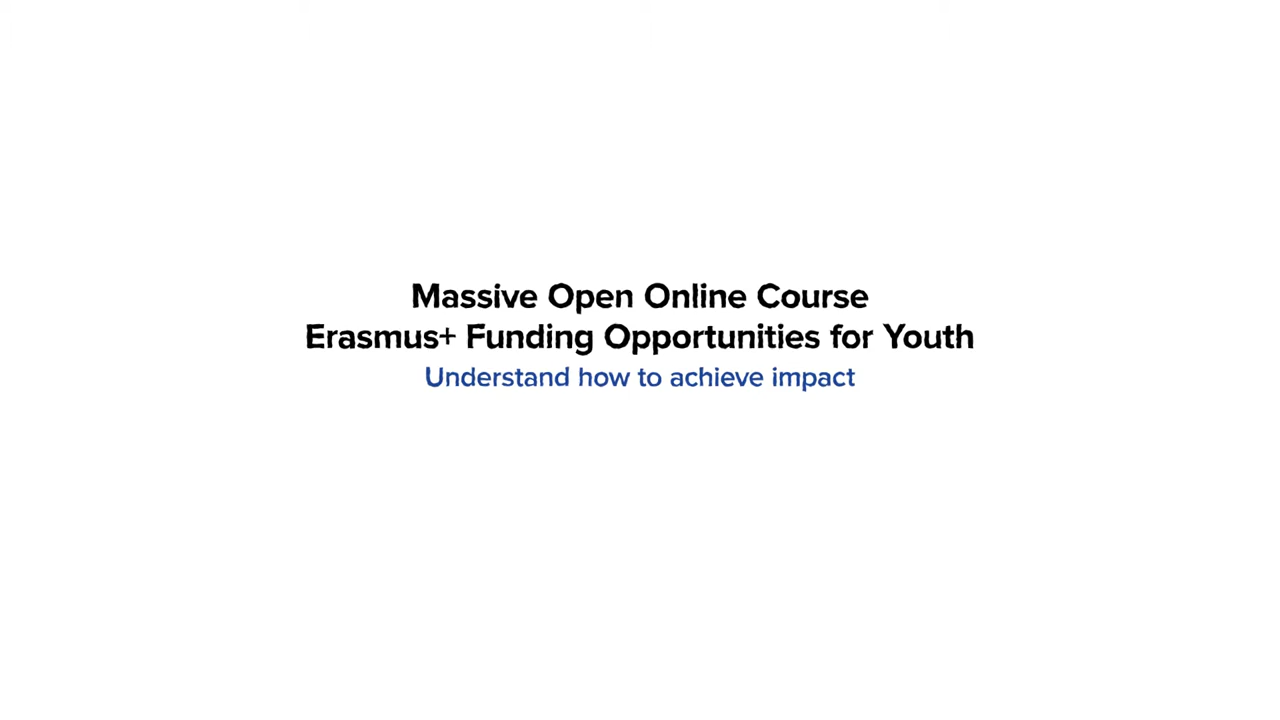 Massive Open Online Course
Erasmus+ Funding Opportunities for Youth
Understand how to achieve impact